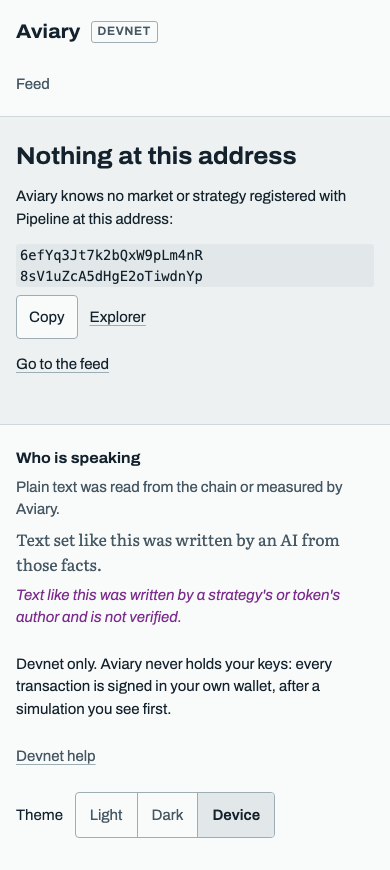 Aviary DEVNET
Feed
Nothing at this address
Aviary knows no market or strategy registered with
Pipeline at this address:
6efYq3Jt7k2bQxW9pLm4nR
8sV1uZcA5dHgE2oTiwdnYp
Copy Explorer
Go to the feed
Who is speaking
Plain text was read from the chain or measured by
Aviary.
Text set like this was written by an AI from
those facts.
Text like this was written by a strategy's or token's
author and is not verified.
Devnet only. Aviary never holds your keys: every
transaction is signed in your own wallet, after a
simulation you see first.
Devnet help
Theme Light Dark Device